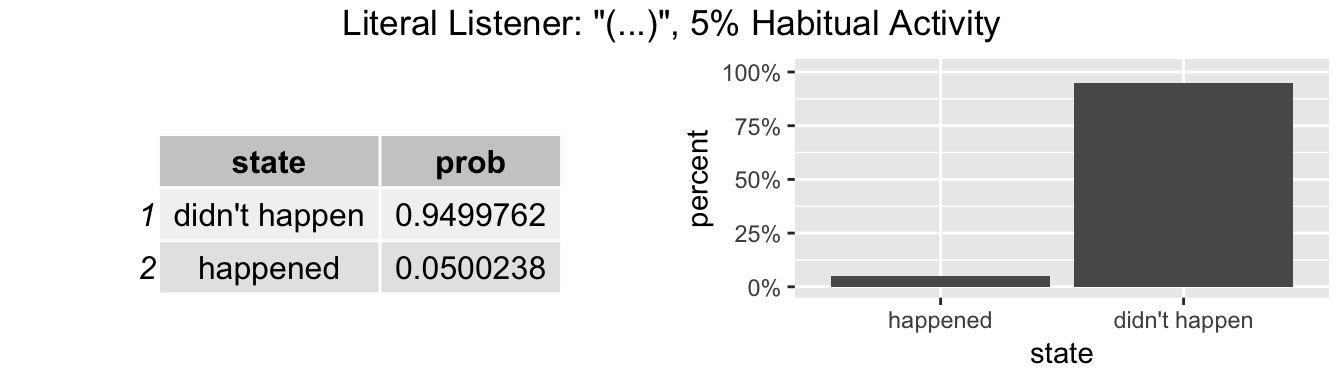 Literal Listener: "(...)", 5% Habitual Activity
state prob
1 didn't happen 0.9499762
2 happened 0.0500238
percent
100%
75%
50%
25%
0%
happened didn't happen
state